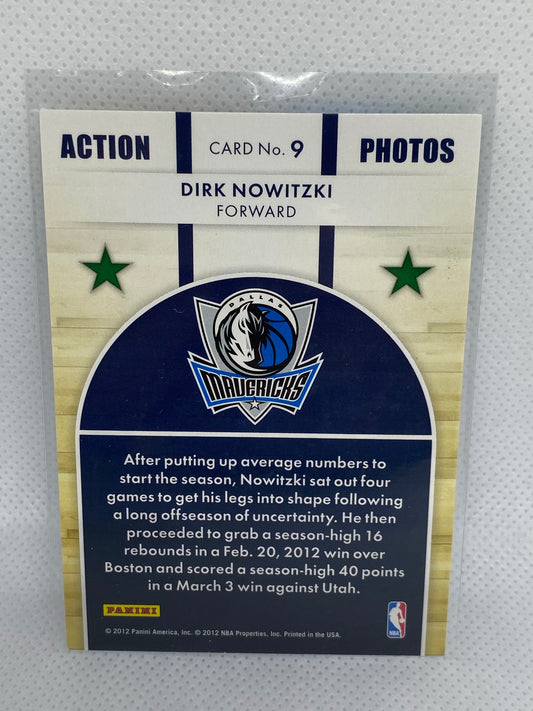 ACTION CARD No. 9 PHOTOS
DIRK NOWITZKI
FORWARD
DALLAS
MAVERICKS
After putting up average numbers to
start the season, Nowitzki sat out four
games to get his legs into shape following
a long offseason of uncertainty. He then
proceeded to grab a season-high 16
rebounds in a Feb. 20, 2012 win over
Boston and scored a season-high 40 points
in a March 3 win against Utah.
PANINI
© 2012 Panini America, Inc. © 2012 NBA Properties, Inc. Printed in the USA.